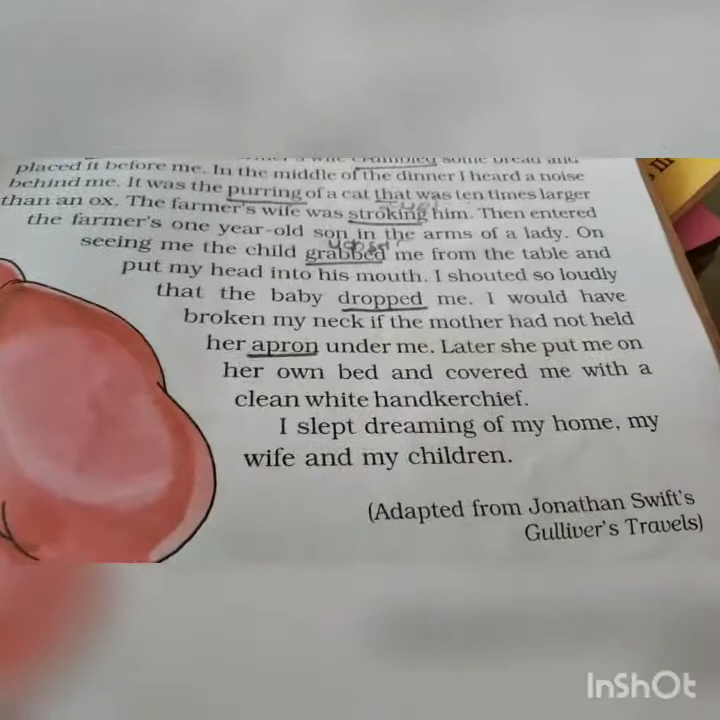 crumbled some bread and
placed it before me. In the middle of the dinner I heard a noise
behind me. It was the purring of a cat that was ten times larger
than an ox. The farmer's wife was stroking him. Then entered
the farmer's one year-old son in the arms of a lady. On
seeing me the child grabbed me from the table and
put my head into his mouth. I shouted so loudly
that the baby dropped me. I would have
broken my neck if the mother had not held
her apron under me. Later she put me on
her own bed and covered me with a
clean white handkerchief.
I slept dreaming of my home, my
wife and my children.
(Adapted from Jonathan Swift's
Gulliver's Travels)
InShOt